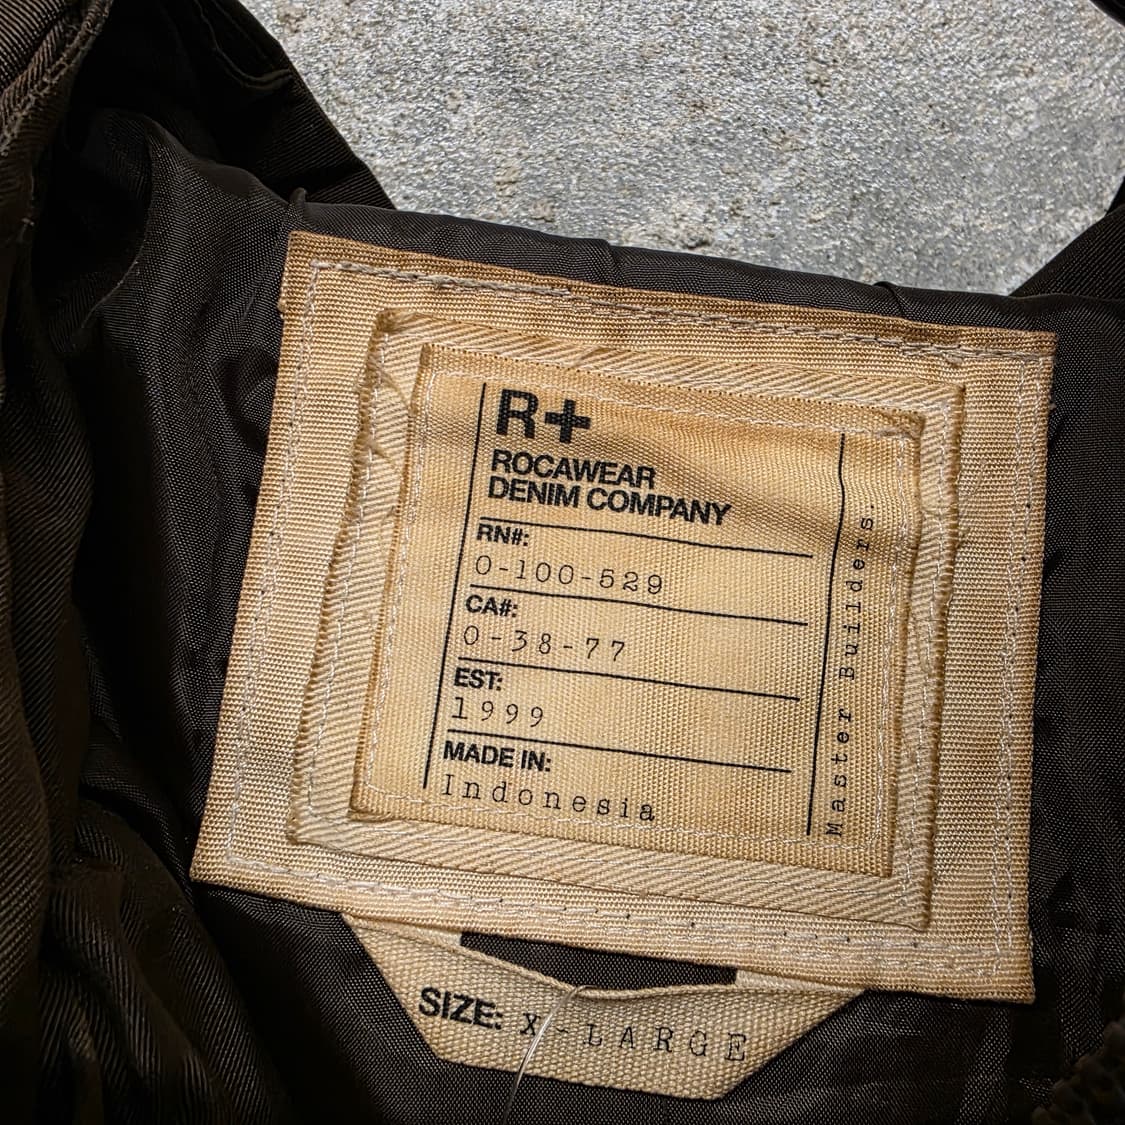 R+
ROCAWEAR
DENIM COMPANY
RN#:
0-100-529
CA#:
0-38-77
EST:
1999
MADE IN:
Indonesia
Master Builders.
SIZE: X-LARGE